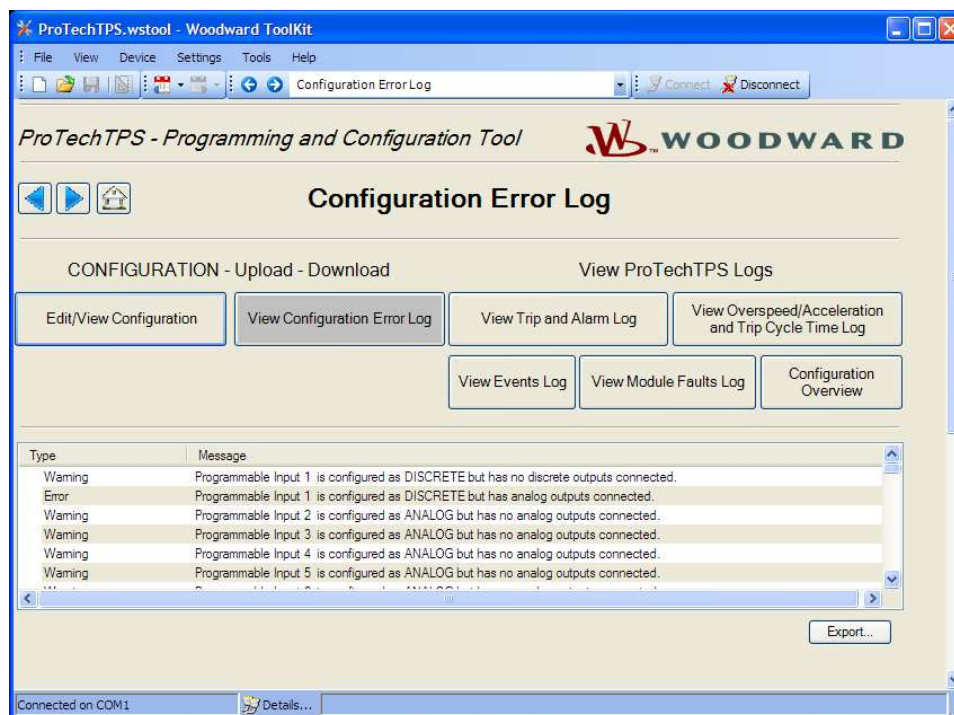 ProTechTPS.wstool - Woodward ToolKit
File View Device Settings Tools Help
Configuration Error Log Connect Disconnect
ProTechTPS - Programming and Configuration Tool
WOODWARD
Configuration Error Log
CONFIGURATION - Upload - Download
View ProTechTPS Logs
Edit/View Configuration
View Configuration Error Log
View Trip and Alarm Log
View Overspeed/Acceleration
and Trip Cycle Time Log
View Events Log
View Module Faults Log
Configuration
Overview
Type Message
Warning Programmable Input 1 is configured as DISCRETE but has no discrete outputs connected.
Error Programmable Input 1 is configured as DISCRETE but has analog outputs connected.
Warning Programmable Input 2 is configured as ANALOG but has no analog outputs connected.
Warning Programmable Input 3 is configured as ANALOG but has no analog outputs connected.
Warning Programmable Input 4 is configured as ANALOG but has no analog outputs connected.
Warning Programmable Input 5 is configured as ANALOG but has no analog outputs connected.
Export...
Connected on COM1 Details...